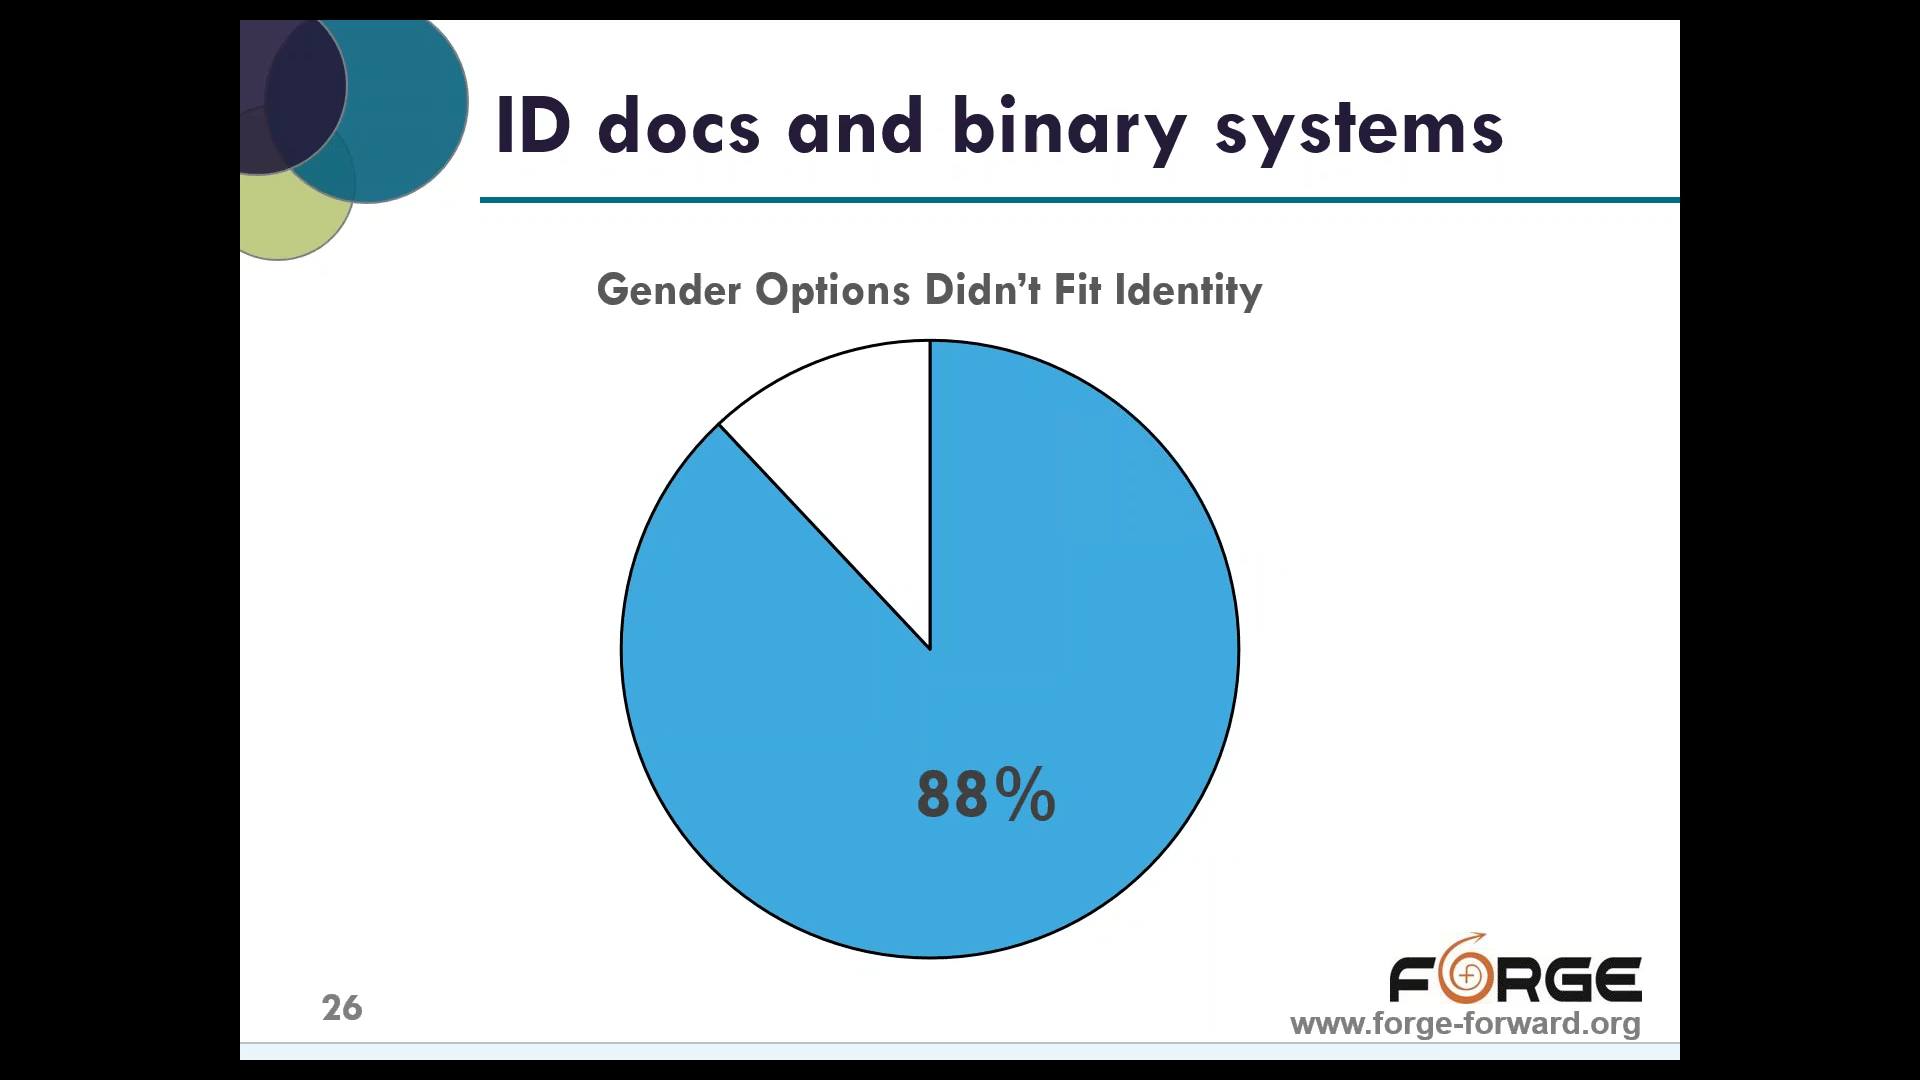 ID docs and binary systems
Gender Options Didn’t Fit Identity
88%
FORGE
26
www.forge-forward.org